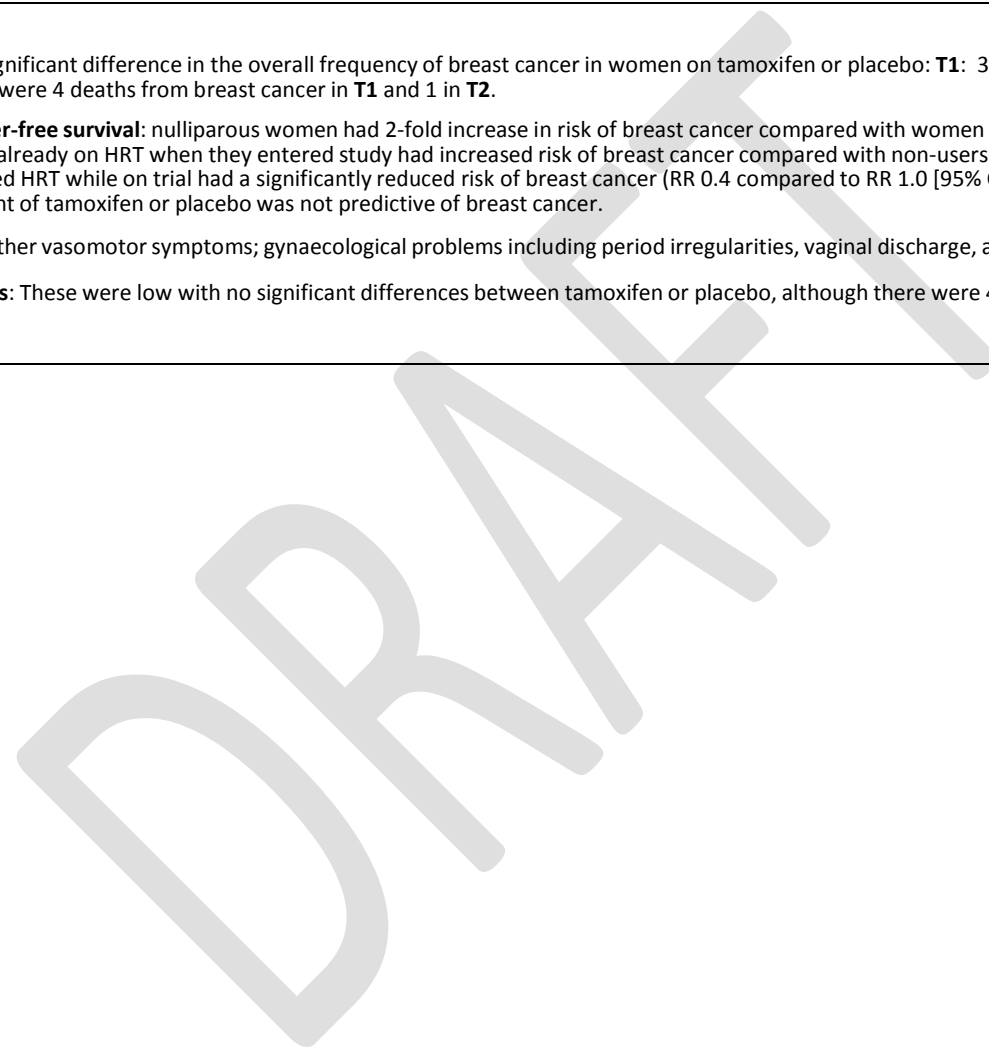 gnificant difference in the overall frequency of breast cancer in women on tamoxifen or placebo: T1: 3
were 4 deaths from breast cancer in T1 and 1 in T2.
er-free survival: nulliparous women had 2-fold increase in risk of breast cancer compared with women
already on HRT when they entered study had increased risk of breast cancer compared with non-users
ed HRT while on trial had a significantly reduced risk of breast cancer (RR 0.4 compared to RR 1.0 [95%
nt of tamoxifen or placebo was not predictive of breast cancer.
ther vasomotor symptoms; gynaecological problems including period irregularities, vaginal discharge, a
s: These were low with no significant differences between tamoxifen or placebo, although there were 4
DRAFT